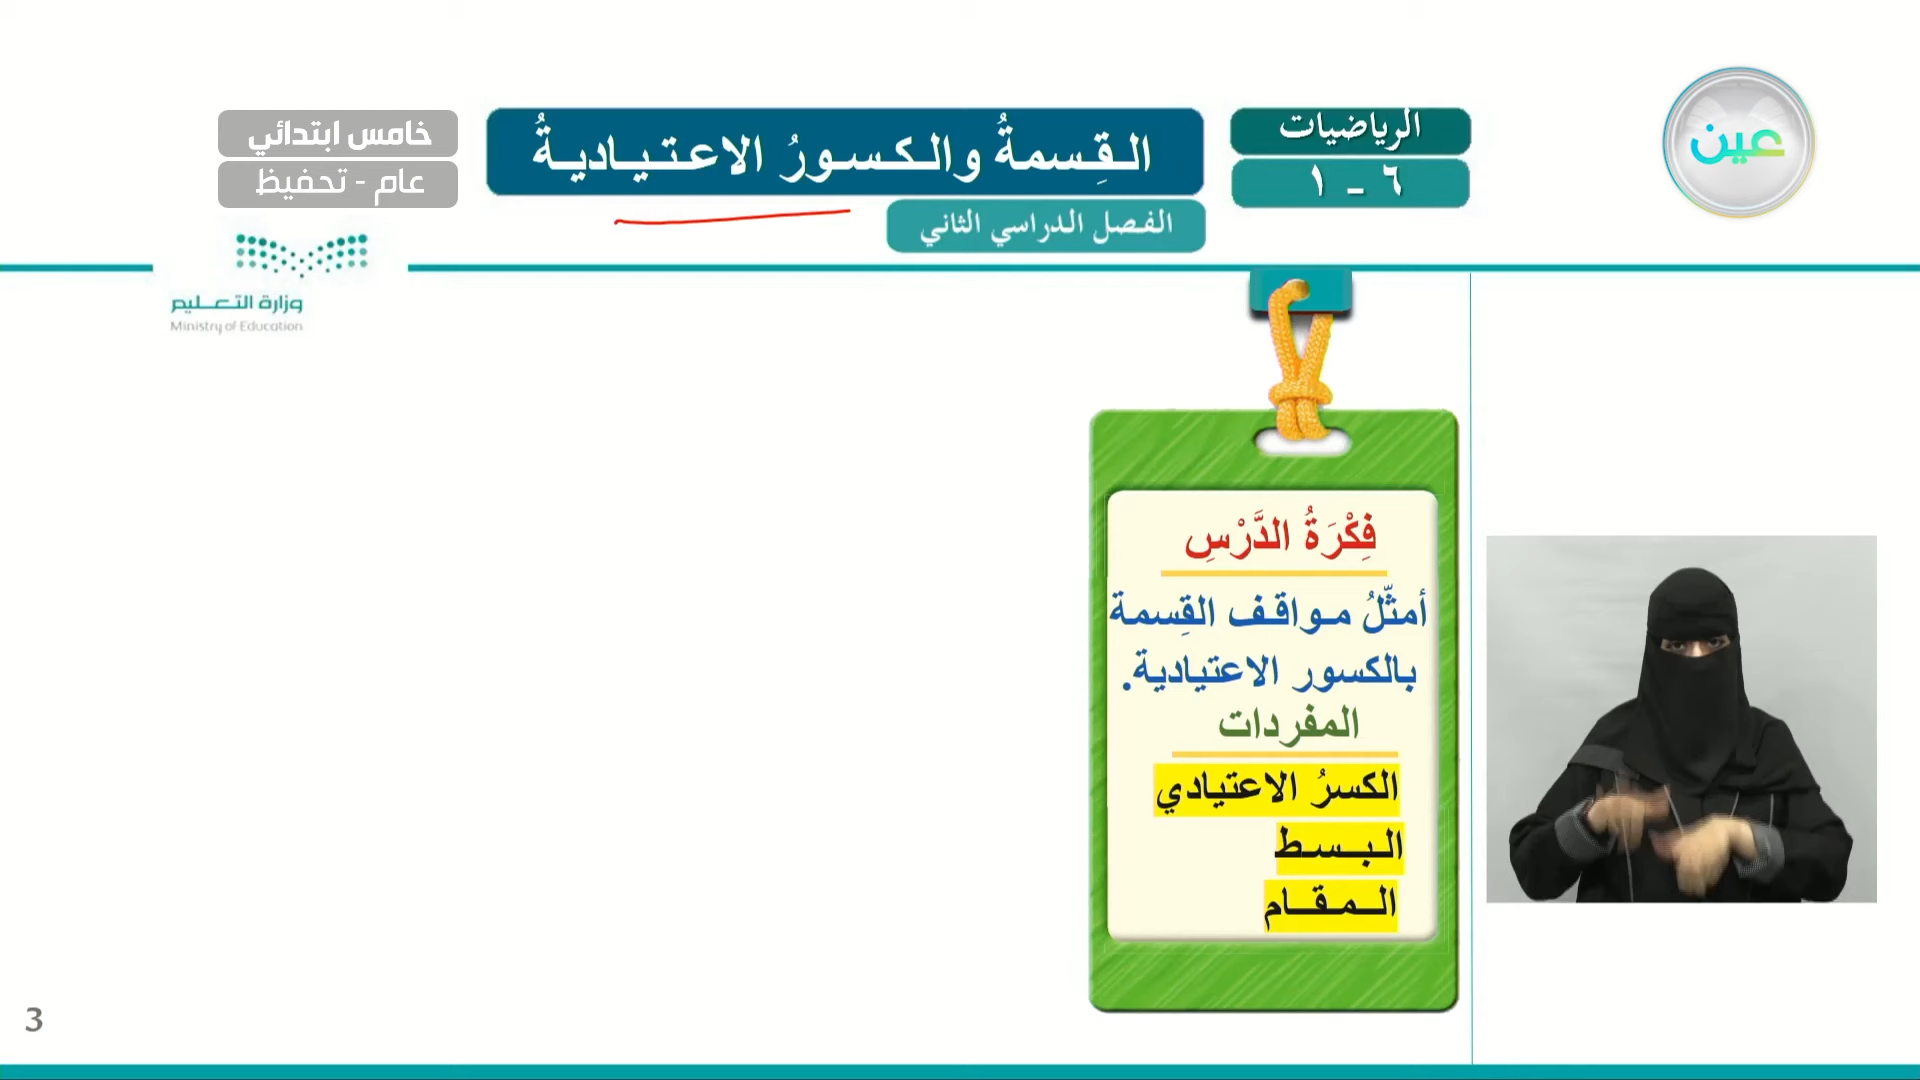 عين
الرياضيات
٦ - ١
القِسمةُ والكسورُ الاعتياديةُ
الفصل الدراسي الثاني
خامس ابتدائي
عام - تحفيظ
وزارة التعليم
Ministry of Education
فِكْرَةُ الدَّرْسِ
أمثّلُ مواقف القِسمة
بالكسور الاعتيادية.
المفردات
الكسرُ الاعتيادي
البسط
المقام
3